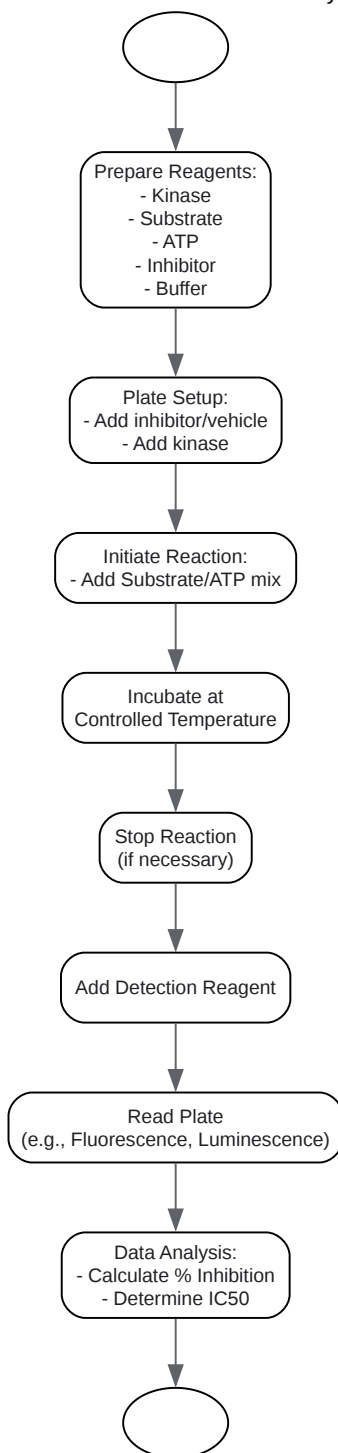 Prepare Reagents:
- Kinase
- Substrate
- ATP
- Inhibitor
- Buffer
Plate Setup:
- Add inhibitor/vehicle
- Add kinase
Initiate Reaction:
- Add Substrate/ATP mix
Incubate at
Controlled Temperature
Stop Reaction
(if necessary)
Add Detection Reagent
Read Plate
(e.g., Fluorescence, Luminescence)
Data Analysis:
- Calculate % Inhibition
- Determine IC50